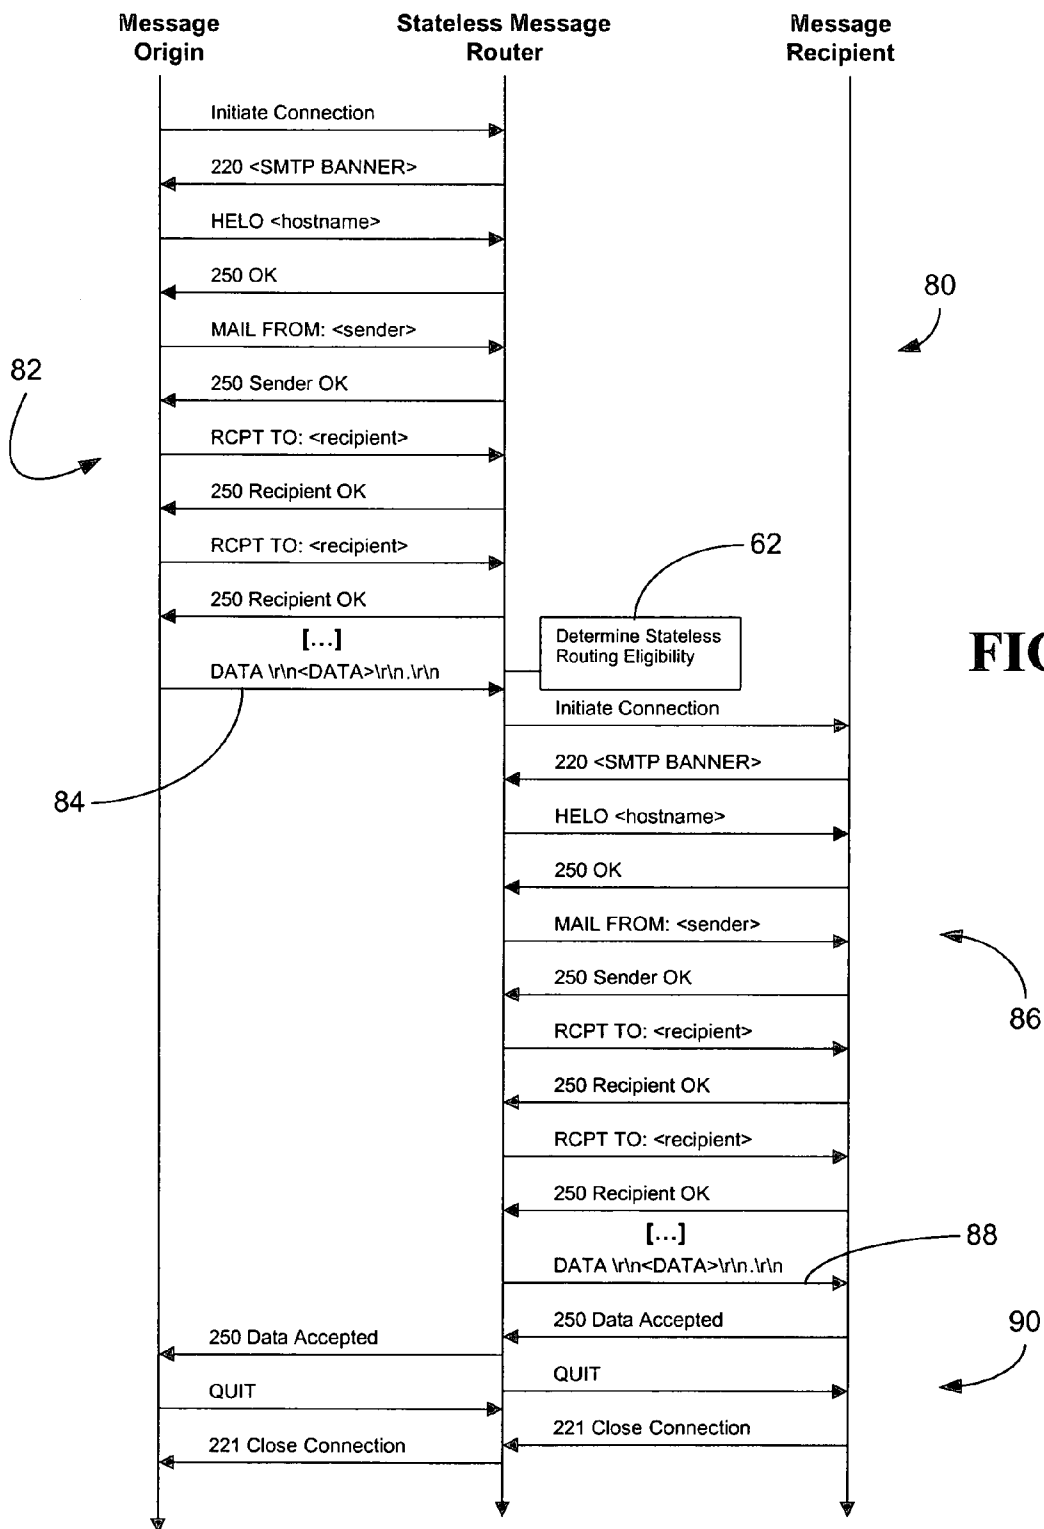 Message
Origin
Stateless Message
Router
Message
Recipient
Initiate Connection
220 <SMTP BANNER>
HELO <hostname>
250 OK
80
MAIL FROM: <sender>
82
250 Sender OK
RCPT TO: <recipient>
250 Recipient OK
RCPT TO: <recipient>
62
250 Recipient OK
[...]
Determine Stateless
Routing Eligibility
FIG
DATA \r\n<DATA>\r\n.\r\n
Initiate Connection
220 <SMTP BANNER>
84
HELO <hostname>
250 OK
MAIL FROM: <sender>
250 Sender OK
86
RCPT TO: <recipient>
250 Recipient OK
RCPT TO: <recipient>
250 Recipient OK
[...]
88
DATA \r\n<DATA>\r\n.\r\n
250 Data Accepted
90
250 Data Accepted
QUIT
QUIT
221 Close Connection
221 Close Connection